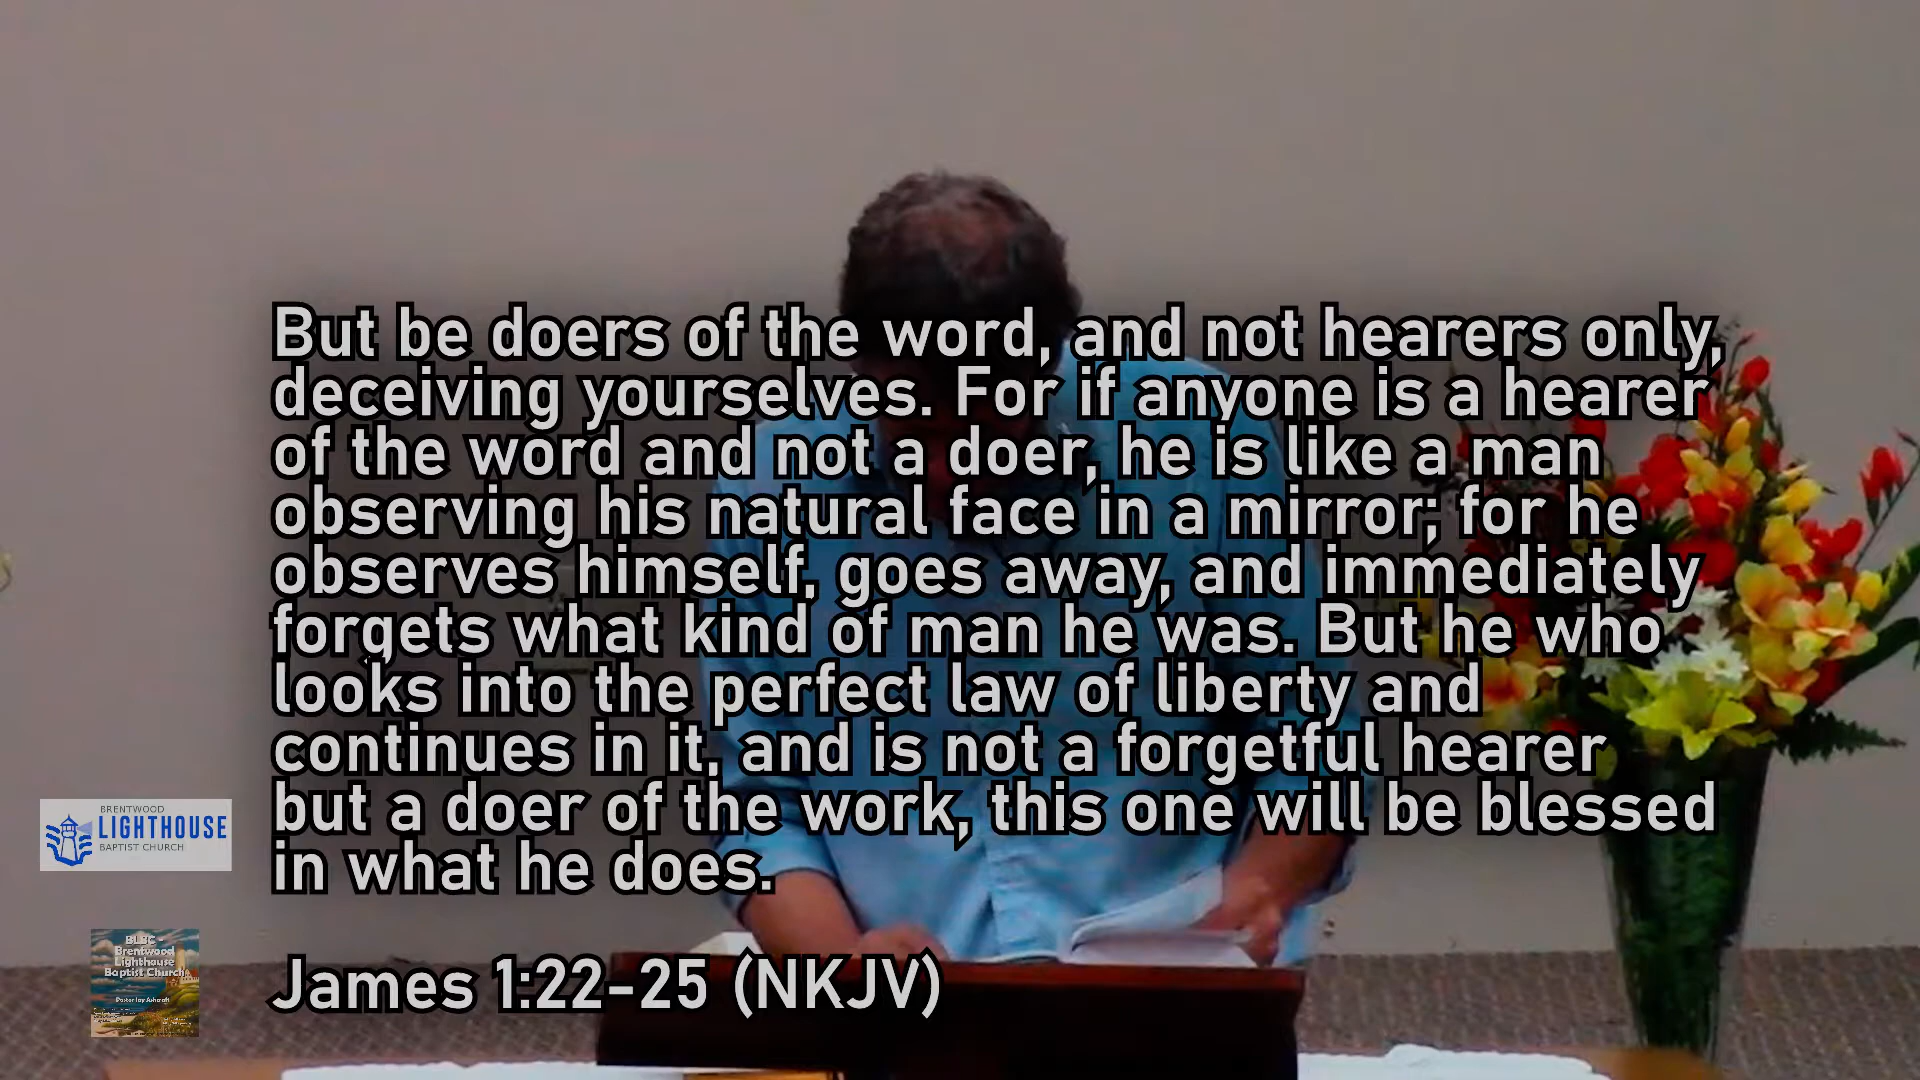 But be doers of the word, and not hearers only,
deceiving yourselves. For if anyone is a hearer
of the word and not a doer, he is like a man
observing his natural face in a mirror; for he
observes himself, goes away, and immediately
forgets what kind of man he was. But he who
looks into the perfect law of liberty and
continues in it, and is not a forgetful hearer
but a doer of the work, this one will be blessed
in what he does.
James 1:22-25 (NKJV)
BRENTWOOD
LIGHTHOUSE
BAPTIST CHURCH
BLBC -
Brentwood
Lighthouse
Baptist Church
Pastor Jay Ashcraft